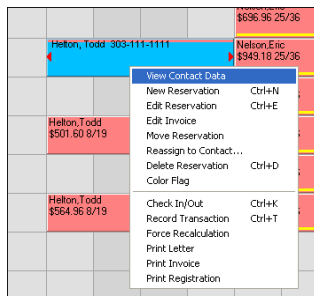 Nelson,Eric
$696.96 25/36
Helton, Todd 303-111-1111
Nelson,Eric
$949.18 25/36
View Contact Data
New Reservation Ctrl+N
Edit Reservation Ctrl+E
Edit Invoice
Helton,Todd
$501.60 8/19
Move Reservation
Reassign to Contact...
Delete Reservation Ctrl+D
Color Flag
Helton,Todd
$564.96 8/19
Check In/Out Ctrl+K
Record Transaction Ctrl+T
Force Recalculation
Print Letter
Print Invoice
Print Registration